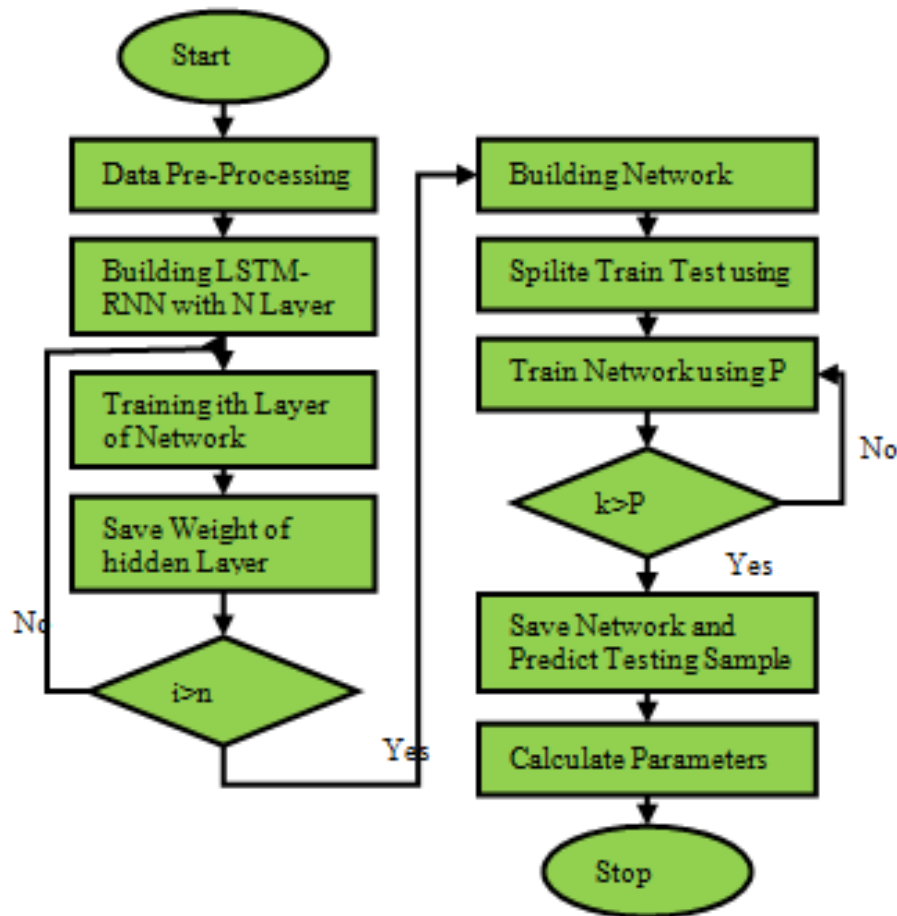 Start
Data Pre-Processing
Building LSTM-
RNN with N Layer
Training ith Layer
of Network
Save Weight of
hidden Layer
No
i>n
Yes
Building Network
Spilite Train Test using
Train Network using P
No
k>P
Yes
Save Network and
Predict Testing Sample
Calculate Parameters
Stop